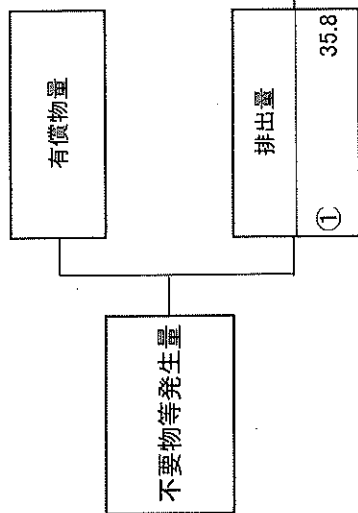 有償物量
不要物等発生量
排出量
① 35.8